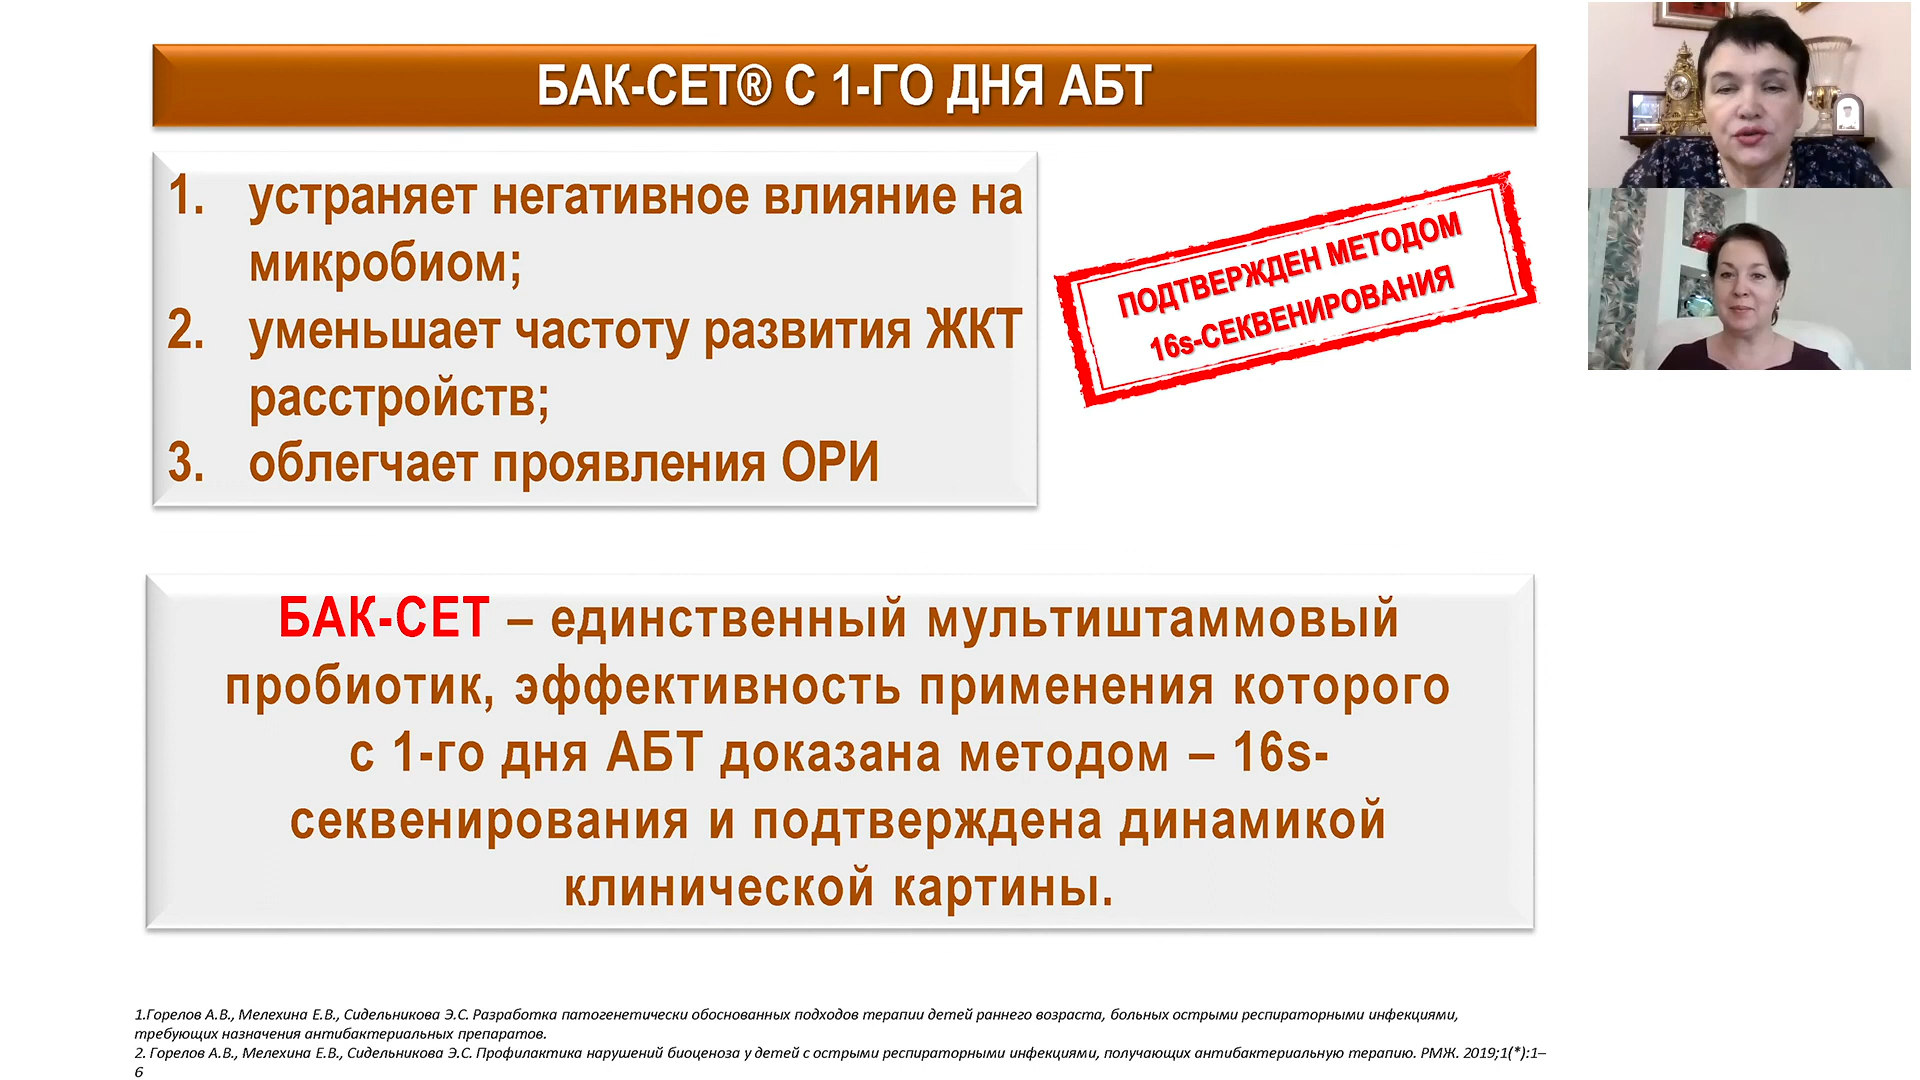 БАК-СЕТ® С 1-ГО ДНЯ АБТ
1. устраняет негативное влияние на
микробиом;
2. уменьшает частоту развития ЖКТ
расстройств;
3. облегчает проявления ОРИ
ПОДТВЕРЖДЕН МЕТОДОМ
16s-СЕКВЕНИРОВАНИЯ
БАК-СЕТ – единственный мультиштаммовый
пробиотик, эффективность применения которого
с 1-го дня АБТ доказана методом – 16s-
секвенирования и подтверждена динамикой
клинической картины.
1.Горелов А.В., Мелехина Е.В., Сидельникова Э.С. Разработка патогенетически обоснованных подходов терапии детей раннего возраста, больных острыми респираторными инфекциями,
требующих назначения антибактериальных препаратов.
2. Горелов А.В., Мелехина Е.В., Сидельникова Э.С. Профилактика нарушений биоценоза у детей с острыми респираторными инфекциями, получающих антибактериальную терапию. РМЖ. 2019;1(*):1–
6